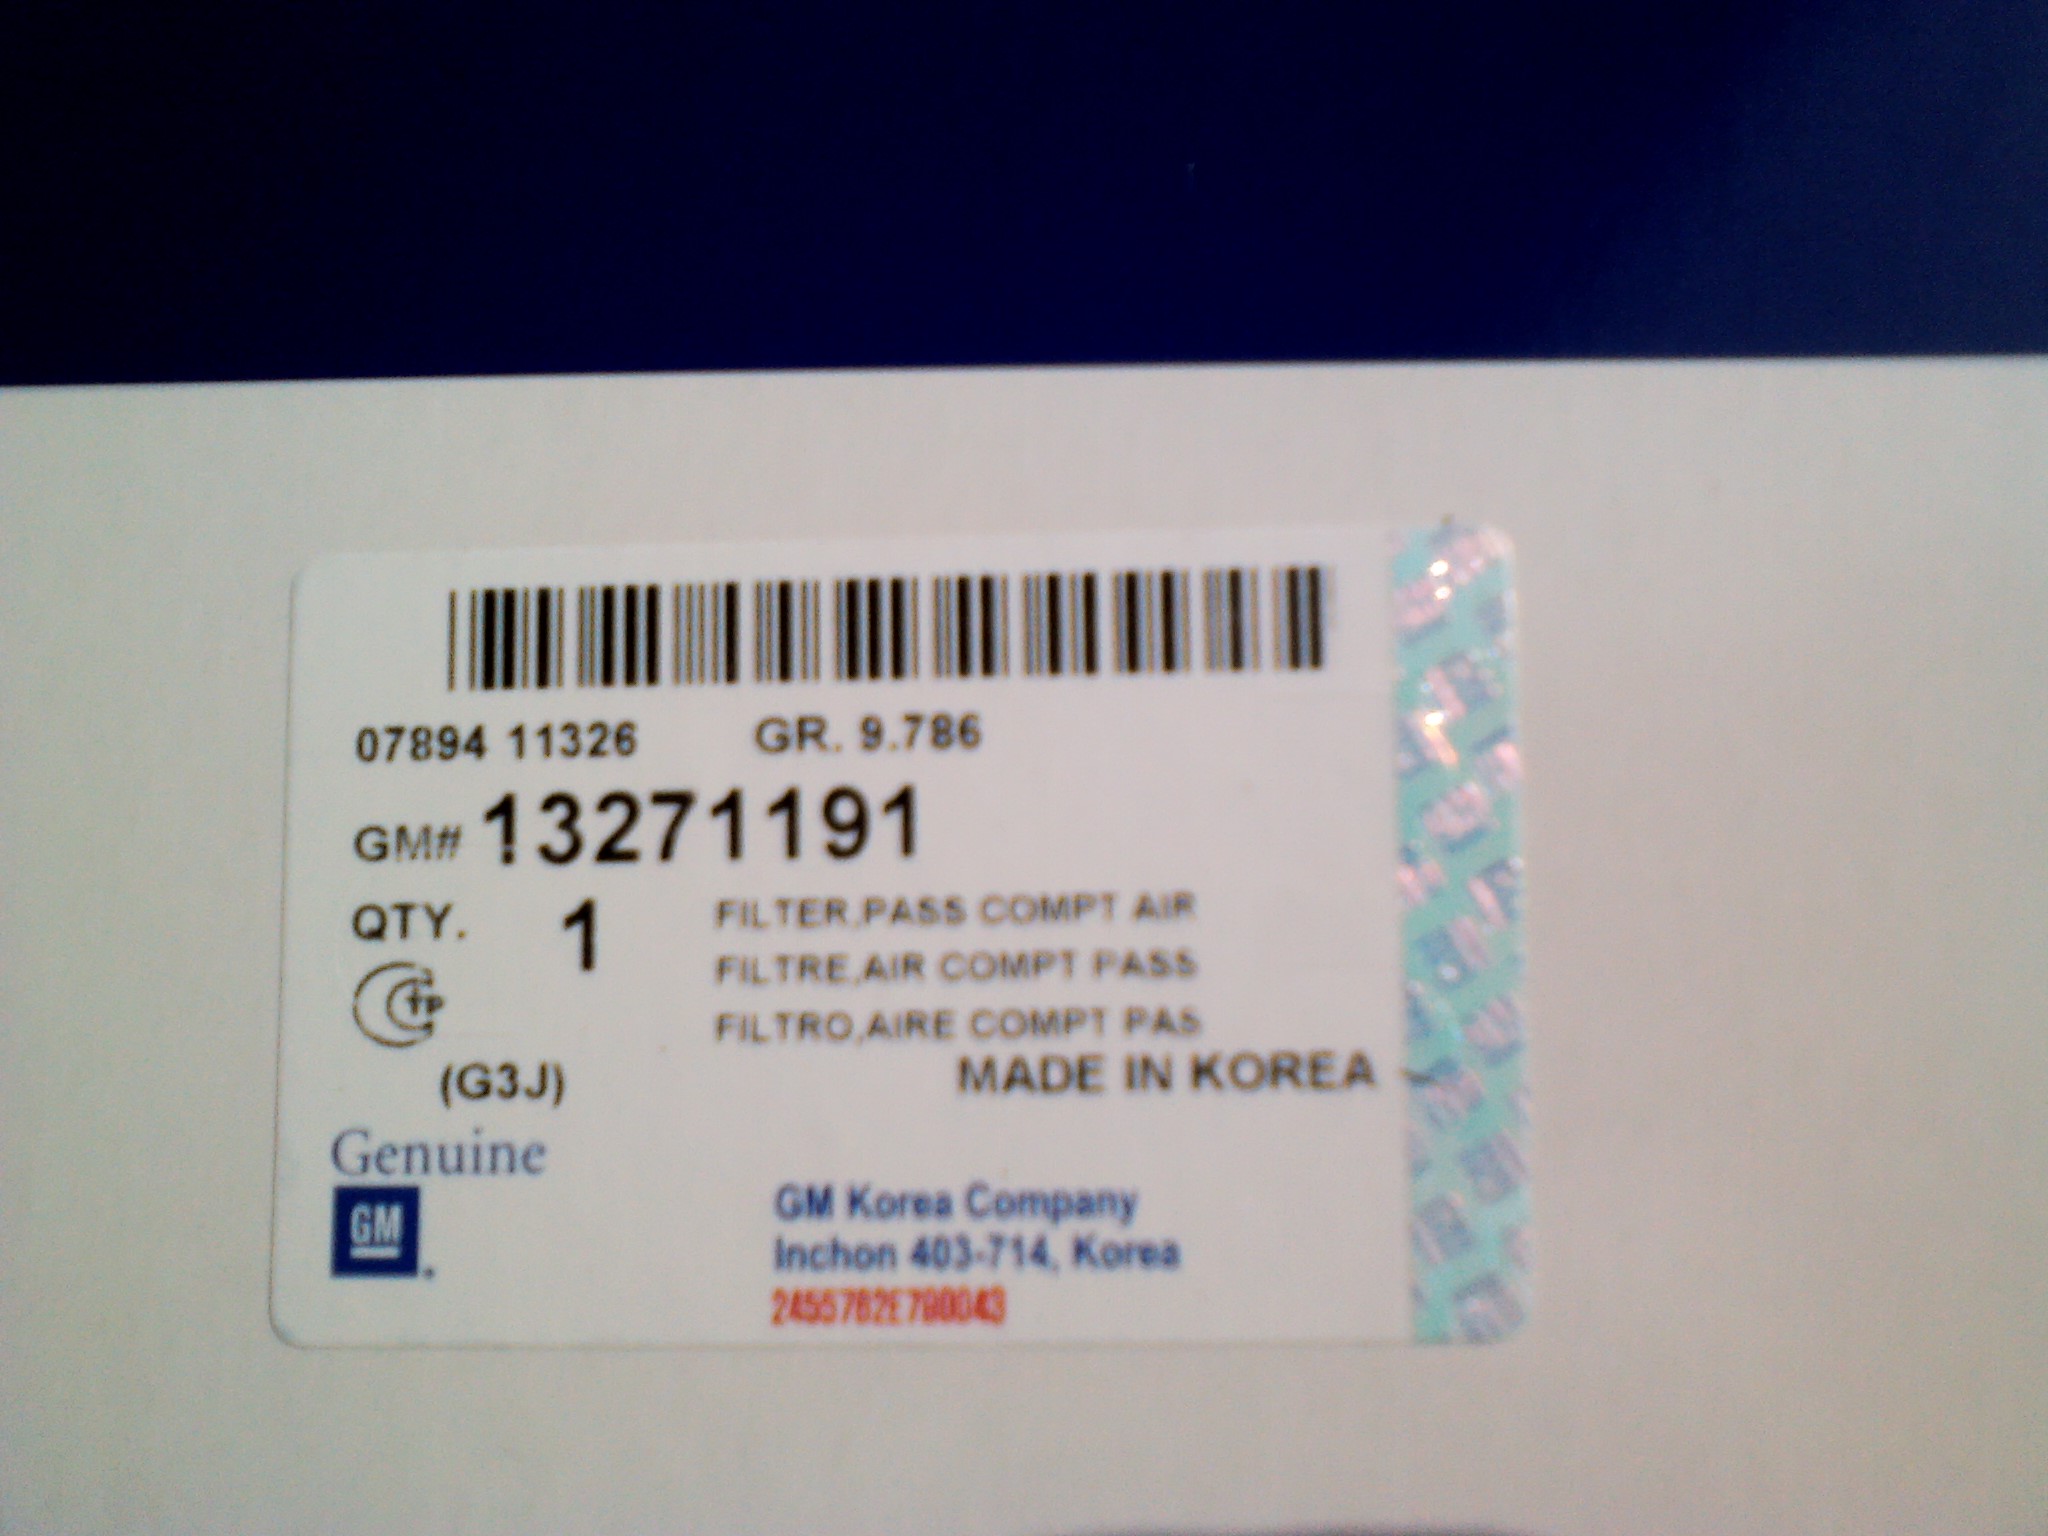 07894 11326 GR. 9.786
GM# 13271191
QTY. 1 FILTER,PASS COMPT AIR
FILTRE,AIR COMPT PASS
FILTRO,AIRE COMPT PAS
(G3J) MADE IN KOREA
Genuine
GM
GM Korea Company
Inchon 403-714, Korea